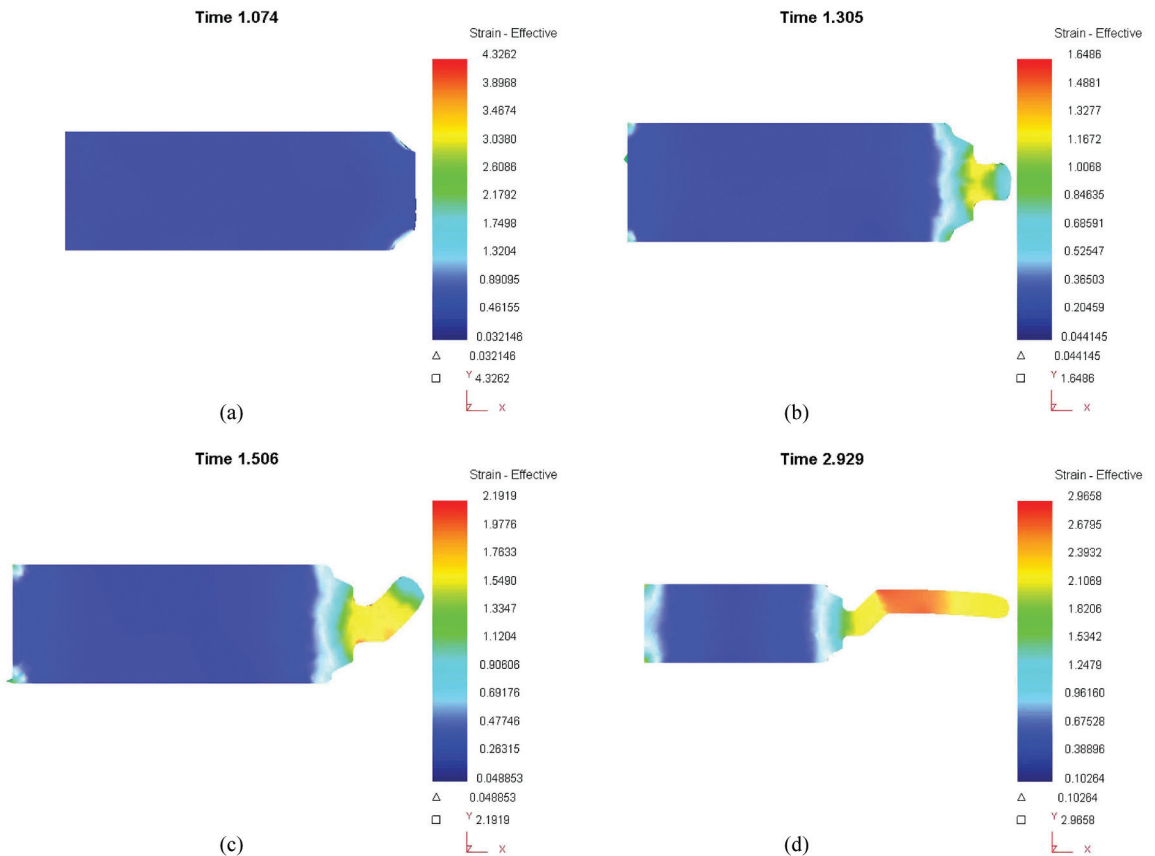 Time 1.074
Strain - Effective
4.3262
3.8968
3.4674
3.0380
2.6086
2.1792
1.7498
1.3204
0.89095
0.46155
0.032146
0.032146
4.3262
Y
Z X
(a)
Time 1.305
Strain - Effective
1.6486
1.4881
1.3277
1.1672
1.0068
0.84635
0.68591
0.52547
0.36503
0.20459
0.044145
0.044145
1.6486
Y
Z X
(b)
Time 1.506
Strain - Effective
2.1919
1.9776
1.7633
1.5490
1.3347
1.1204
0.90606
0.69176
0.47746
0.26315
0.048853
0.048853
2.1919
Y
Z X
(c)
Time 2.929
Strain - Effective
2.9658
2.6795
2.3932
2.1069
1.8206
1.5342
1.2479
0.96160
0.67528
0.38896
0.10264
0.10264
2.9658
Y
Z X
(d)